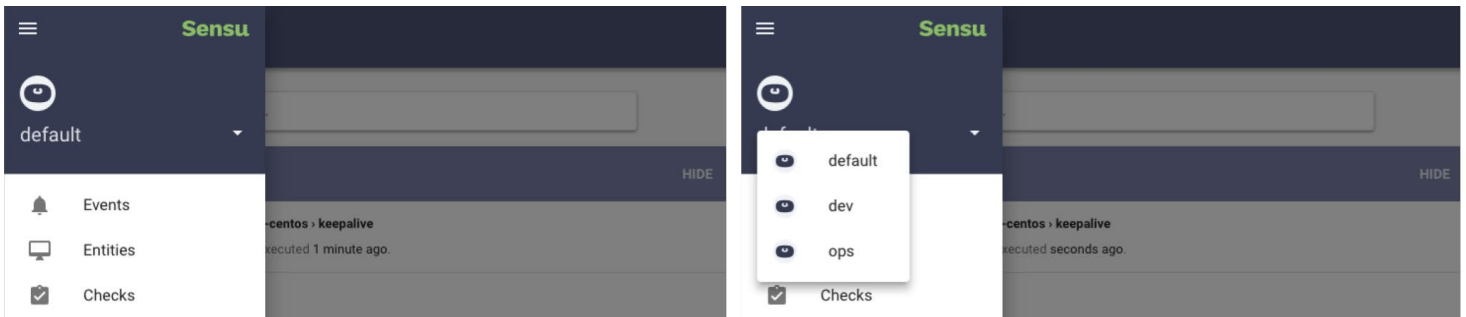 Sensu
default
HIDE
Events
-centos › keepalive
Entities
xecuted 1 minute ago.
Checks
Sensu
default
HIDE
dev
-centos › keepalive
ops
xecuted seconds ago.
Checks